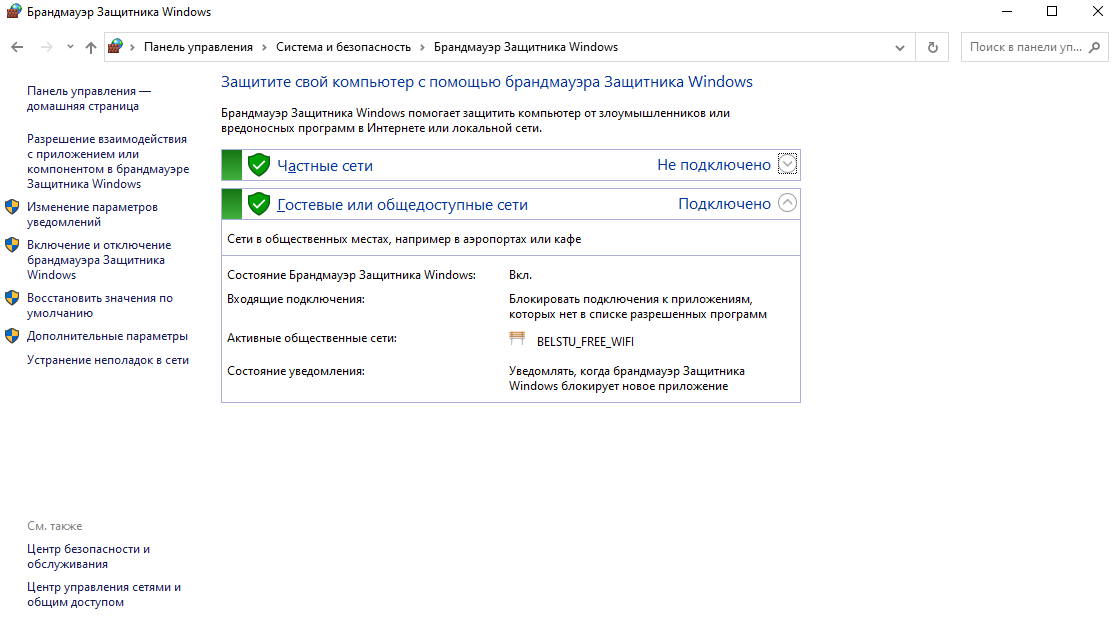 Брандмауэр Защитника Windows
Панель управления
Система и безопасность
Брандмауэр Защитника Windows
Поиск в панели уп...
Панель управления —
домашняя страница
Разрешение взаимодействия
с приложением или
компонентом в брандмауэре
Защитника Windows
Изменение параметров
уведомлений
Включение и отключение
брандмауэра Защитника
Windows
Восстановить значения по
умолчанию
Дополнительные параметры
Устранение неполадок в сети
См. также
Центр безопасности и
обслуживания
Центр управления сетями и
общим доступом
Защитите свой компьютер с помощью брандмауэра Защитника Windows
Брандмауэр Защитника Windows помогает защитить компьютер от злоумышленников или
вредоносных программ в Интернете или локальной сети.
Частные сети
Не подключено
Гостевые или общедоступные сети
Подключено
Сети в общественных местах, например в аэропортах или кафе
Состояние Брандмауэр Защитника Windows:
Вкл.
Входящие подключения:
Блокировать подключения к приложениям,
которых нет в списке разрешенных программ
Активные общественные сети:
BELSTU_FREE_WIFI
Состояние уведомления:
Уведомлять, когда брандмауэр Защитника
Windows блокирует новое приложение